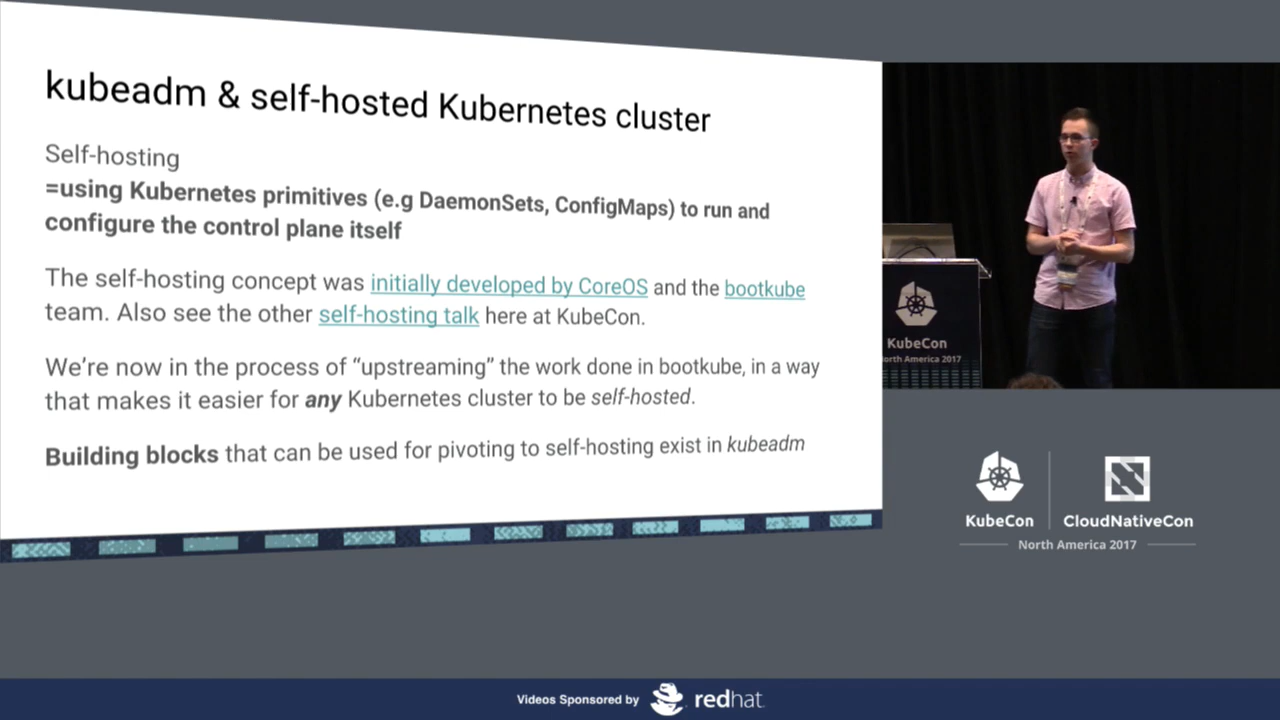 kubeadm & self-hosted Kubernetes cluster
Self-hosting
=using Kubernetes primitives (e.g DaemonSets, ConfigMaps) to run and
configure the control plane itself
The self-hosting concept was initially developed by CoreOS and the bootkube
team. Also see the other self-hosting talk here at KubeCon.
We’re now in the process of “upstreaming” the work done in bootkube, in a way
that makes it easier for any Kubernetes cluster to be self-hosted.
Building blocks that can be used for pivoting to self-hosting exist in kubeadm
KubeCon
North America 2017
KubeCon
CloudNativeCon
North America 2017
Videos Sponsored by
redhat.